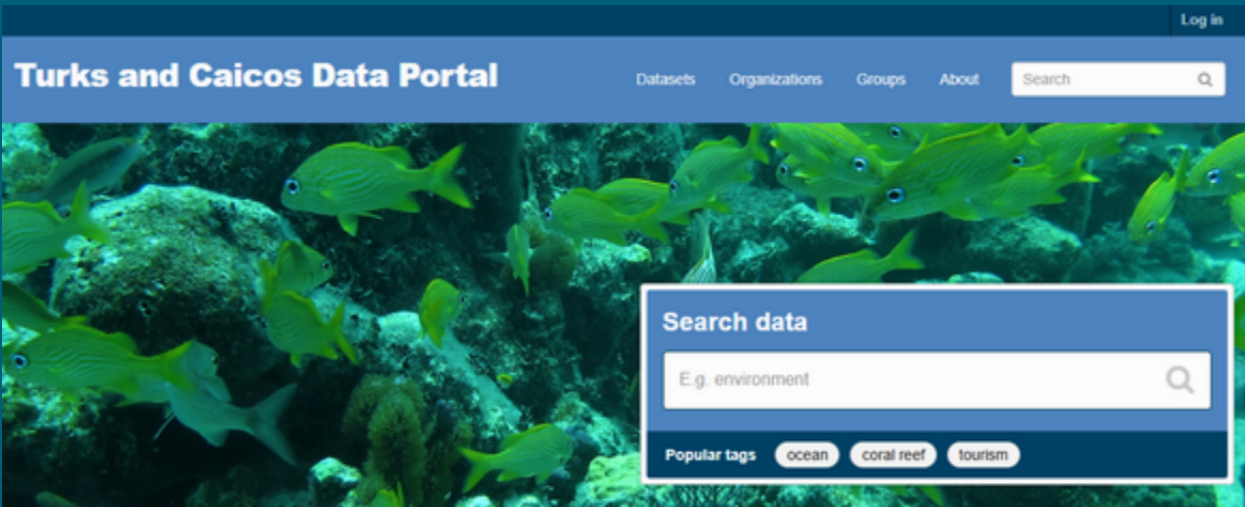 Log in
Turks and Caicos Data Portal
Datasets Organizations Groups About Search
Search data
E.g. environment
Popular tags ocean coral reef tourism